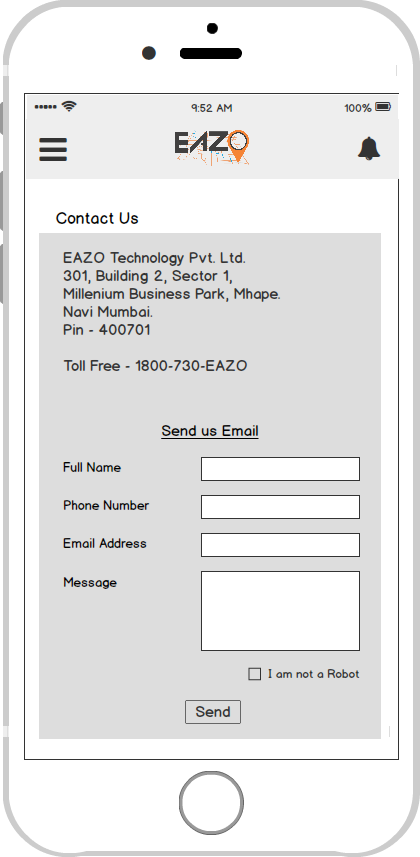 9:52 AM
100%
EAZO
Contact Us
EAZO Technology Pvt. Ltd.
301, Building 2, Sector 1,
Millenium Business Park, Mhape.
Navi Mumbai.
Pin - 400701
Toll Free - 1800-730-EAZO
Send us Email
Full Name
Phone Number
Email Address
Message
I am not a Robot
Send